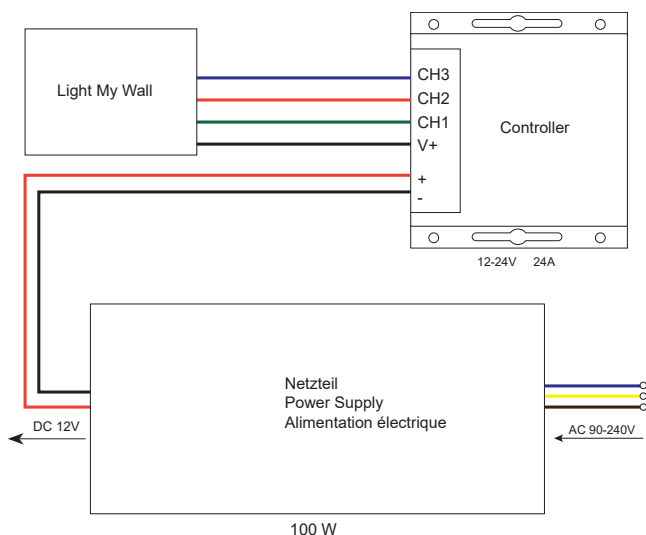 Light My Wall
CH3
CH2
CH1
V+
+
-
Controller
12-24V 24A
Netzteil
Power Supply
Alimentation électrique
DC 12V
AC 90-240V
100 W